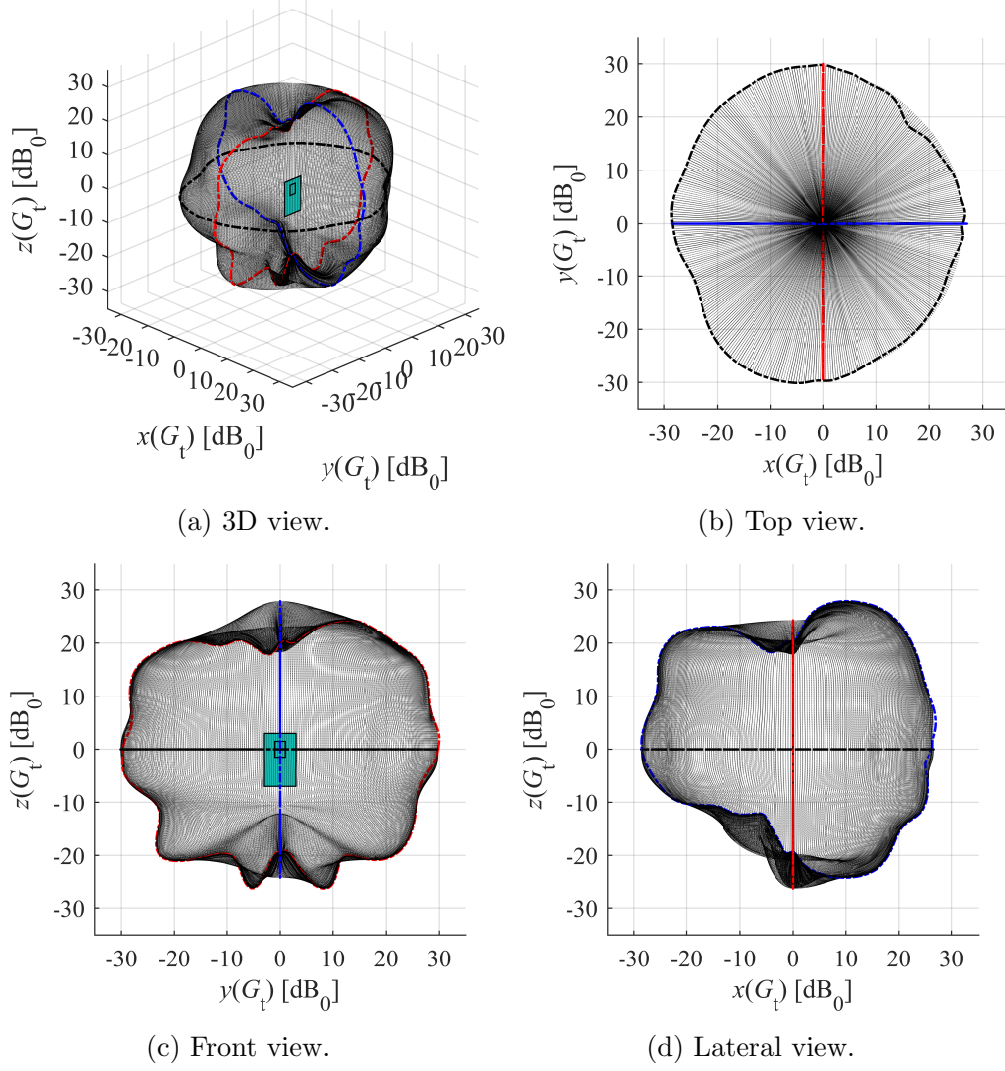 30
20
10
0
-10
-20
-30
z(Gt) [dB0]
-30
-20
-10
0
10
20
30
x(Gt) [dB0]
-30
-20
-10
0
10
20
30
y(Gt) [dB0]
(a) 3D view.
30
20
10
0
-10
-20
-30
y(Gt) [dB0]
-30 -20 -10 0 10 20 30
x(Gt) [dB0]
(b) Top view.
30
20
10
0
-10
-20
-30
z(Gt) [dB0]
-30 -20 -10 0 10 20 30
y(Gt) [dB0]
(c) Front view.
30
20
10
0
-10
-20
-30
z(Gt) [dB0]
-30 -20 -10 0 10 20 30
x(Gt) [dB0]
(d) Lateral view.